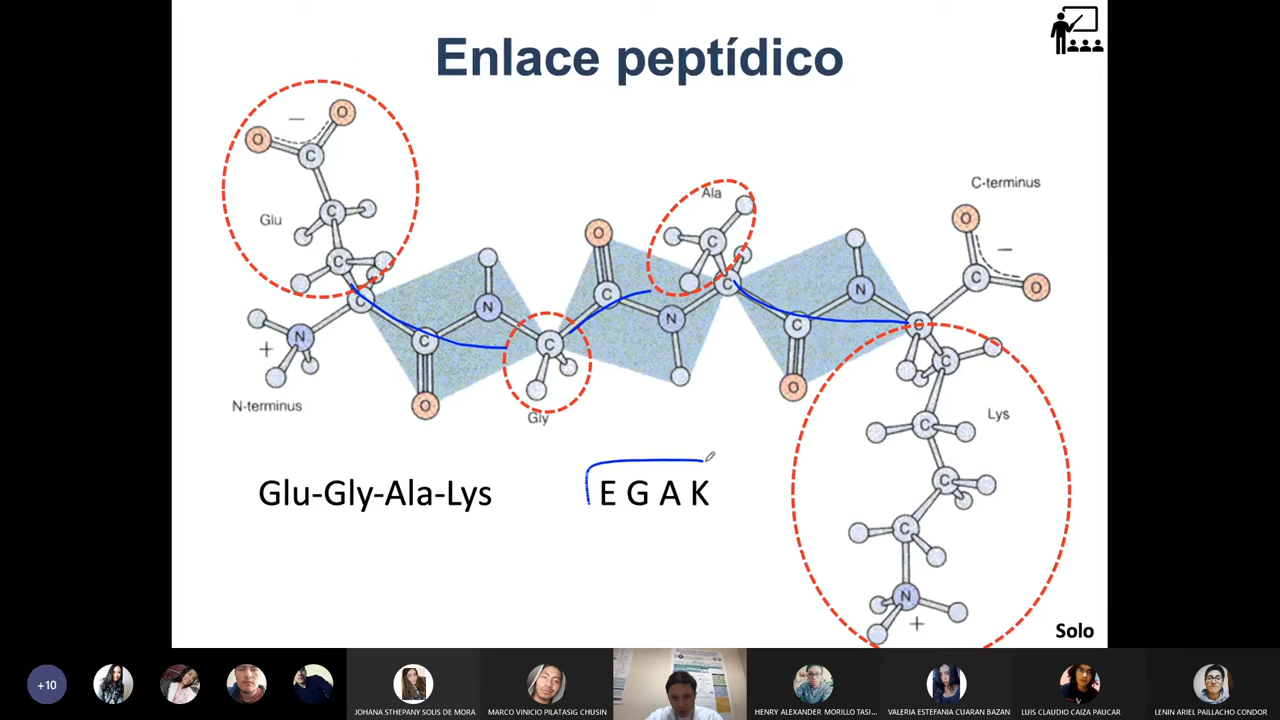 Enlace peptídico
O
O
−
C
C
Glu
C
C
N
+
N-terminus
C
O
N
C
Gly
O
C
N
Ala
C
C
C
O
N
C
C-terminus
O
−
C
O
C
Lys
C
C
C
N
+
Glu-Gly-Ala-Lys
E G A K
Solo
+10
JOHANA STHEPANY SOLIS DE MORA
MARCO VINICIO PILATASIG CHUSIN
HENRY ALEXANDER MORILLO TASI...
VALERIA ESTEFANIA CUARAN BAZAN
LUIS CLAUDIO CAIZA PAUCAR
LENIN ARIEL PAILLACHO CONDOR